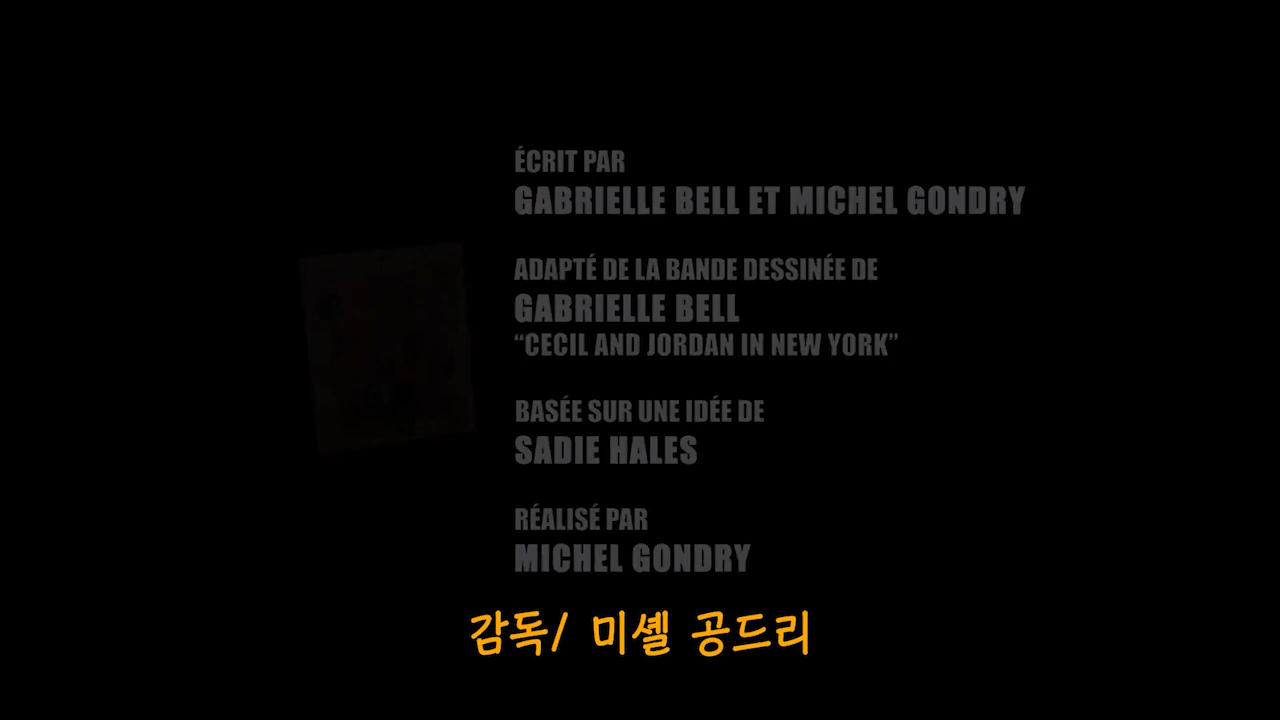 ÉCRIT PAR
GABRIELLE BELL ET MICHEL GONDRY
ADAPTÉ DE LA BANDE DESSINÉE DE
GABRIELLE BELL
“CECIL AND JORDAN IN NEW YORK”
BASÉE SUR UNE IDÉE DE
SADIE HALES
RÉALISÉ PAR
MICHEL GONDRY
감독/ 미셸 공드리